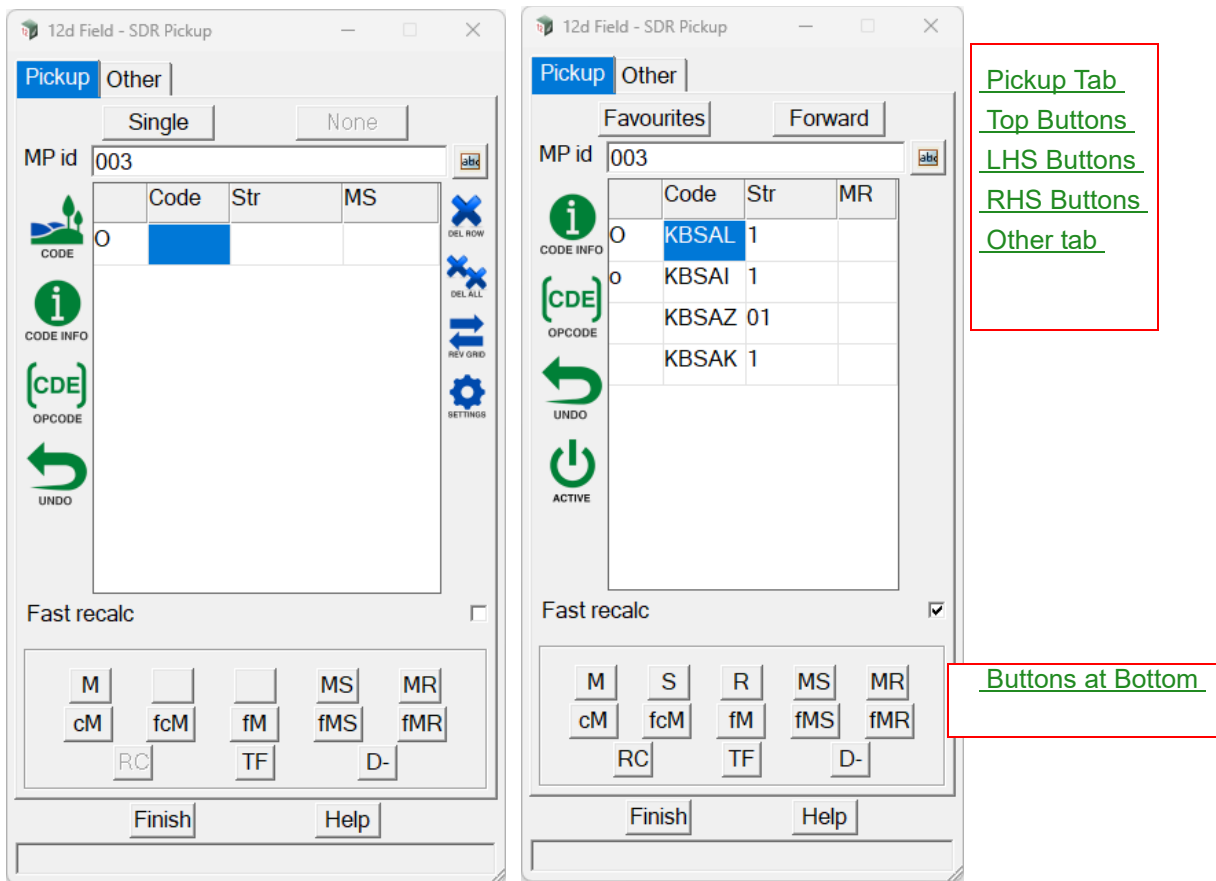 12d Field - SDR Pickup
Pickup Other
Single None
MP id 003 abc
Code Str MS
O
CODE
CODE INFO
CDE
OPCODE
UNDO
DEL ROW
DEL ALL
REV GRID
SETTINGS
Fast recalc
M MS MR
cM fcM fM fMS fMR
RC TF D-
Finish Help
12d Field - SDR Pickup
Pickup Other
Favourites Forward
MP id 003 abc
Code Str MR
O KBSAL 1
o KBSAI 1
KBSAZ 01
KBSAK 1
CODE INFO
CDE
OPCODE
UNDO
ACTIVE
Fast recalc
M S R MS MR
cM fcM fM fMS fMR
RC TF D-
Finish Help
Pickup Tab
Top Buttons
LHS Buttons
RHS Buttons
Other tab
Buttons at Bottom